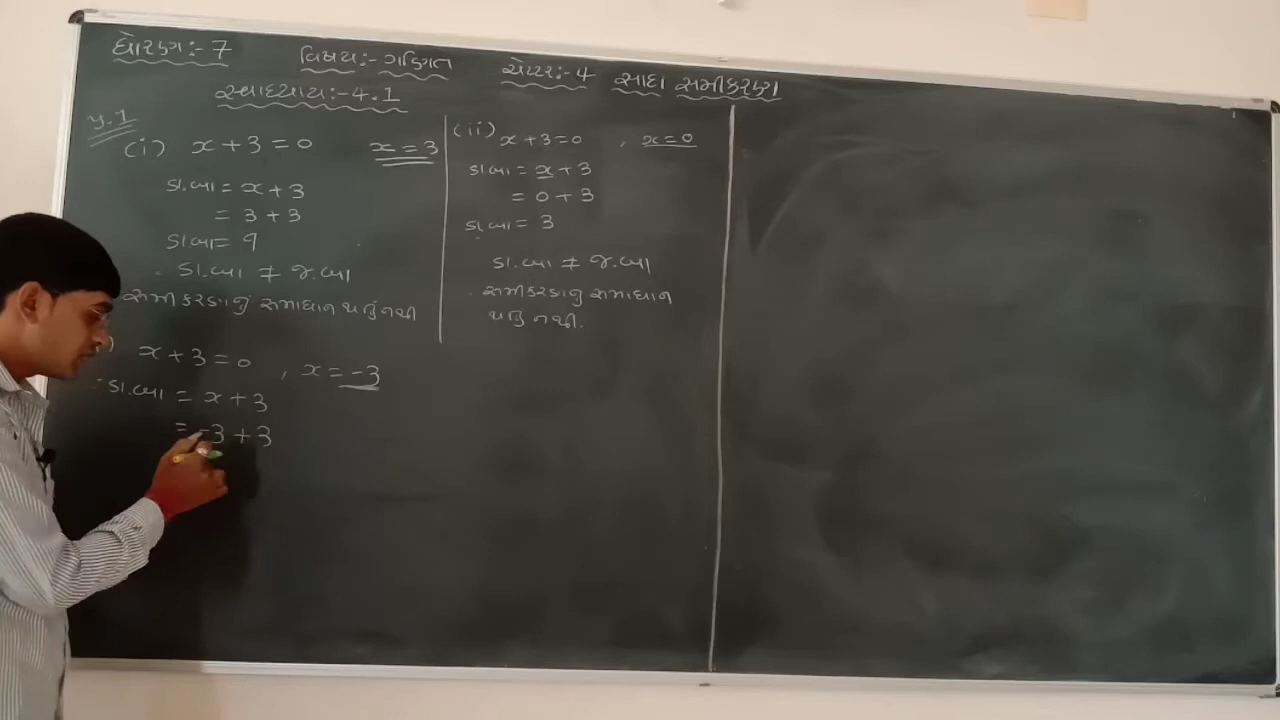 ધોરણ:- 7 વિષય:- ગણિત ચેપ્ટર:- 4 સાદા સમીકરણ
સ્વાધ્યાય:- 4.1
પ્ર.1
(i) x + 3 = 0 x = 3
ડા.બા = x + 3
= 3 + 3
ડા.બા = 9
ડા.બા ≠ જ.બા
સમીકરણનું સમાધાન થતું નથી
(ii) x + 3 = 0 , x = 0
ડા.બા = x + 3
= 0 + 3
ડા.બા = 3
ડા.બા ≠ જ.બા
સમીકરણનું સમાધાન
થતું નથી.
) x + 3 = 0 , x = -3
ડા.બા = x + 3
= -3 + 3